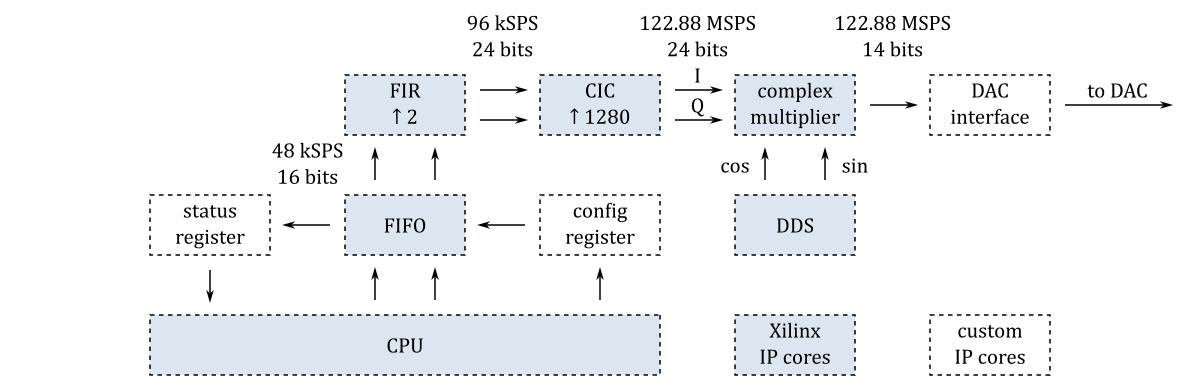 96 kSPS
24 bits
122.88 MSPS
24 bits
122.88 MSPS
14 bits
FIR
↑2
CIC
↑1280
I
Q
complex
multiplier
DAC
interface
to DAC
48 kSPS
16 bits
cos
sin
status
register
FIFO
config
register
DDS
CPU
Xilinx
IP cores
custom
IP cores